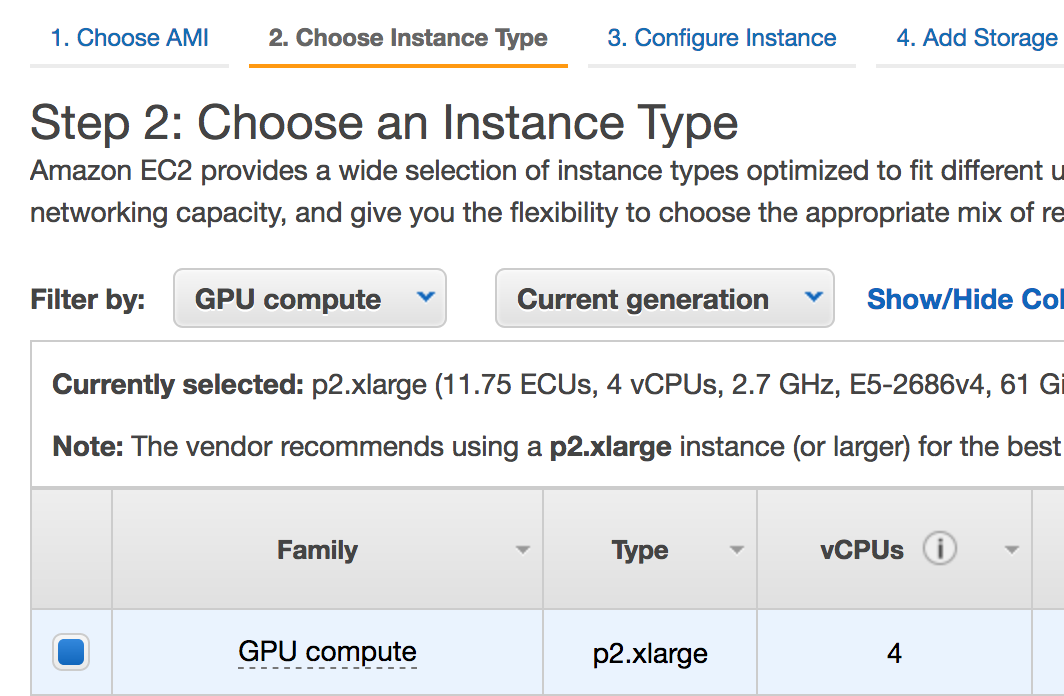 1. Choose AMI 2. Choose Instance Type 3. Configure Instance 4. Add Storage
Step 2: Choose an Instance Type
Amazon EC2 provides a wide selection of instance types optimized to fit different u
networking capacity, and give you the flexibility to choose the appropriate mix of re
Filter by: GPU compute Current generation Show/Hide Col
Currently selected: p2.xlarge (11.75 ECUs, 4 vCPUs, 2.7 GHz, E5-2686v4, 61 Gi
Note: The vendor recommends using a p2.xlarge instance (or larger) for the best
Family Type vCPUs i
GPU compute p2.xlarge 4